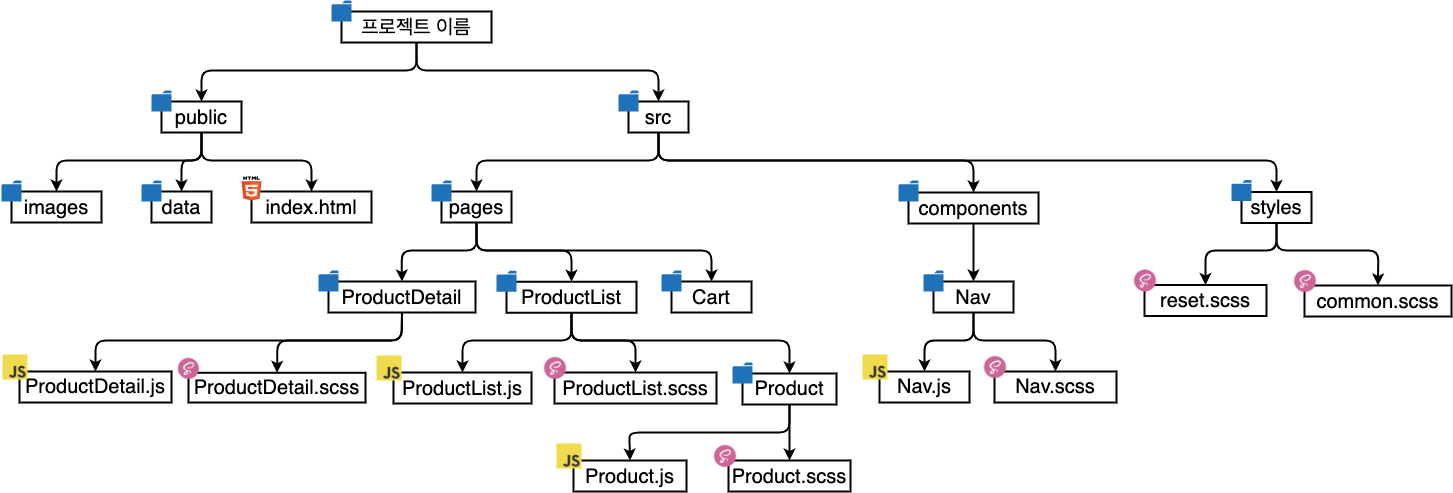 프로젝트 이름
public
src
images
data
HTML
5
index.html
pages
components
styles
ProductDetail
ProductList
Cart
Nav
reset.scss
common.scss
JS
ProductDetail.js
ProductDetail.scss
JS
ProductList.js
ProductList.scss
Product
JS
Nav.js
Nav.scss
JS
Product.js
Product.scss